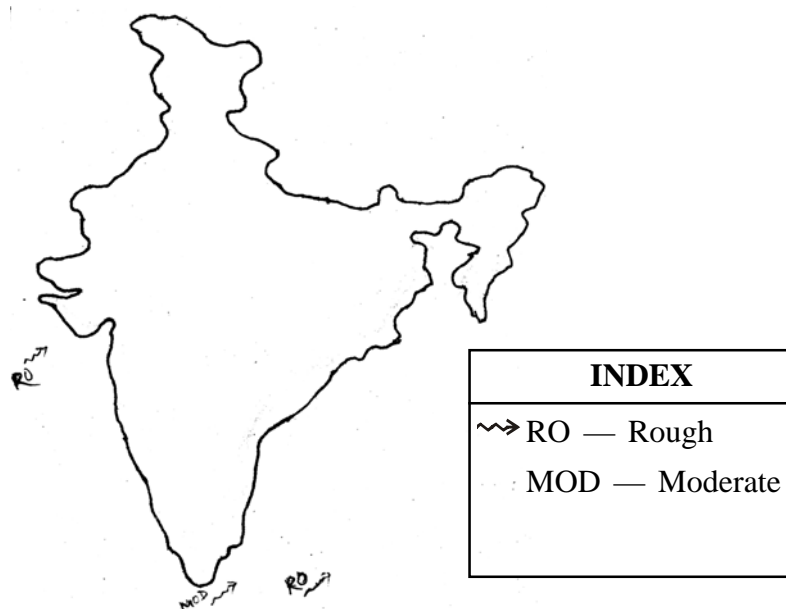 RO
INDEX
RO — Rough
MOD — Moderate
MOD
RO